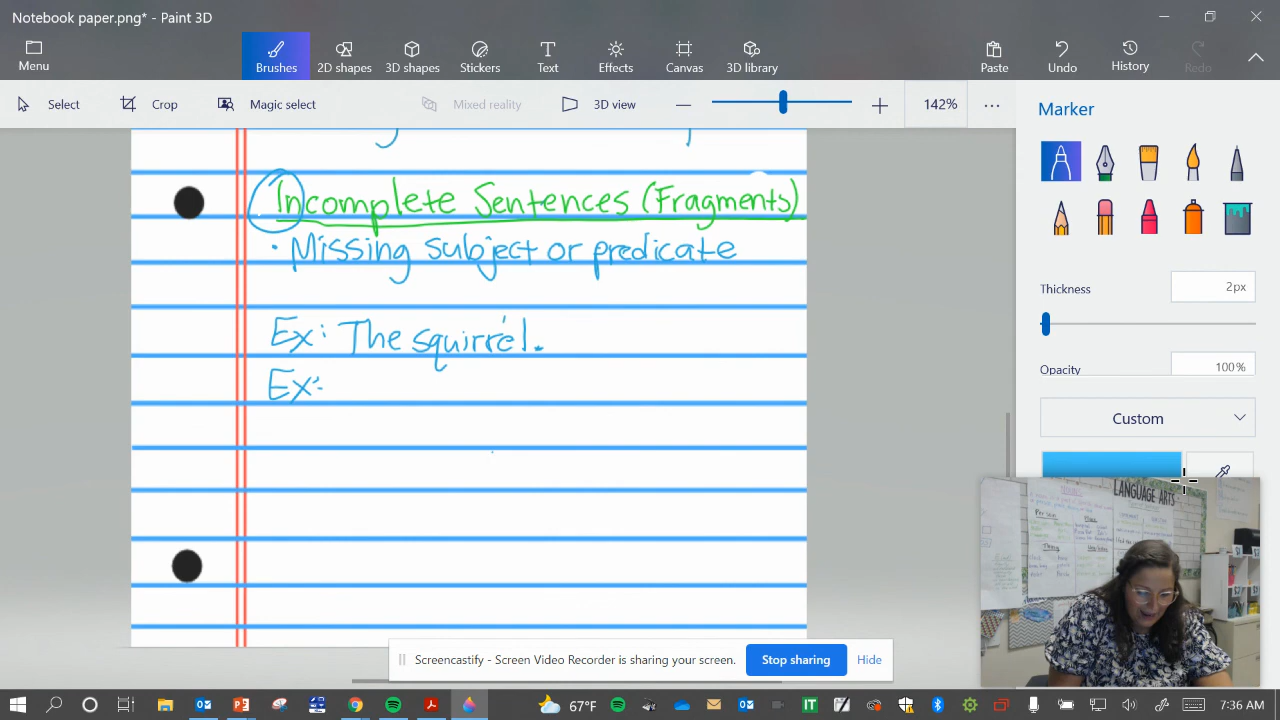 Notebook paper.png* - Paint 3D
Menu
Brushes
2D shapes
3D shapes
Stickers
Text
Effects
Canvas
3D library
Paste
Undo
History
Redo
Select
Crop
Magic select
Mixed reality
3D view
142%
Marker
Incomplete Sentences (Fragments)
• Missing subject or predicate
Ex: The squirrel.
Ex:
Thickness
2px
Opacity
100%
Custom
LANGUAGE ARTS
Screencastify - Screen Video Recorder is sharing your screen.
Stop sharing
Hide
67°F
IT
7:36 AM